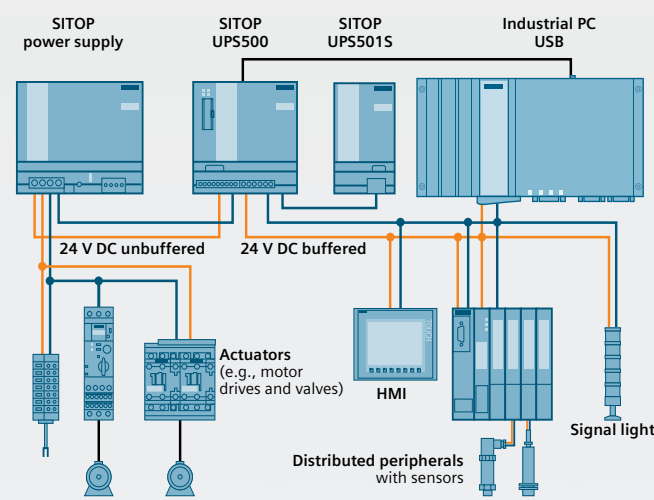 SITOP
power supply
SITOP
UPS500
SITOP
UPS501S
Industrial PC
USB
24 V DC unbuffered
24 V DC buffered
Actuators
(e.g., motor
drives and valves)
HMI
TOUCH
Signal light
Distributed peripherals
with sensors